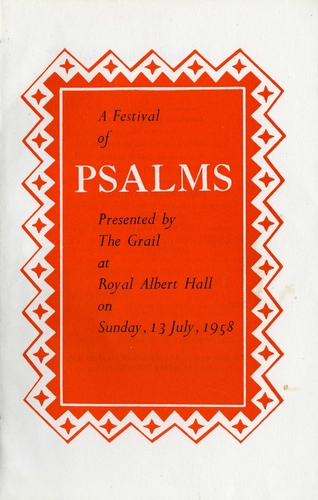 A Festival
of
PSALMS
Presented by
The Grail
at
Royal Albert Hall
on
Sunday, 13 July, 1958